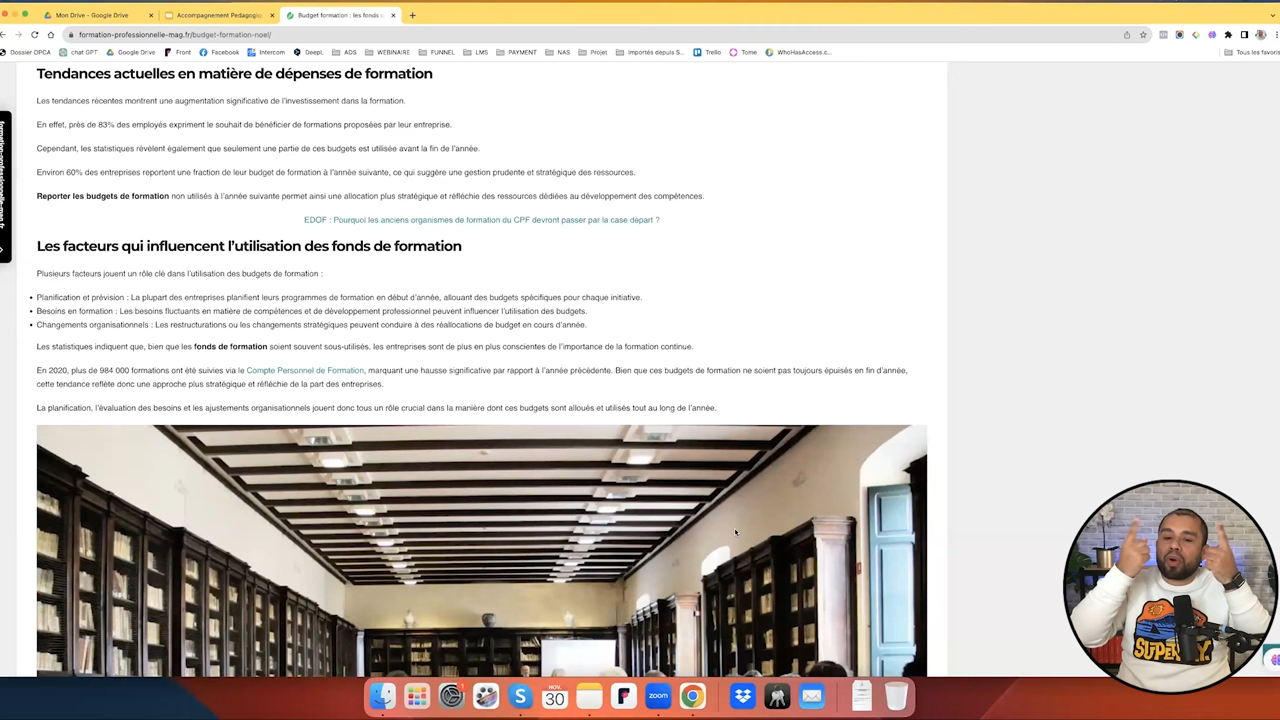 Mon Drive – Google Drive
Accompagnement Pedagogiq
Budget formation : les fonds
formation-professionnelle-mag.fr/budget-formation-noel/
Dossier OPCA chat GPT Google Drive Front Facebook Intercom DeepL ADS WEBINAIRE FUNNEL LMS PAYMENT NAS Projet Importés depuis S... Trello Tome WhoHasAccess.c... Tous les favoris
Tendances actuelles en matière de dépenses de formation
Les tendances récentes montrent une augmentation significative de l'investissement dans la formation.
En effet, près de 83% des employés expriment le souhait de bénéficier de formations proposées par leur entreprise.
Cependant, les statistiques révèlent également que seulement une partie de ces budgets est utilisée avant la fin de l'année.
Environ 60% des entreprises reportent une fraction de leur budget de formation à l'année suivante, ce qui suggère une gestion prudente et stratégique des ressources.
Reporter les budgets de formation non utilisés à l'année suivante permet ainsi une allocation plus stratégique et réfléchie des ressources dédiées au développement des compétences.
EDOF : Pourquoi les anciens organismes de formation du CPF devront passer par la case départ ?
Les facteurs qui influencent l'utilisation des fonds de formation
Plusieurs facteurs jouent un rôle clé dans l'utilisation des budgets de formation :
• Planification et prévision : La plupart des entreprises planifient leurs programmes de formation en début d'année, allouant des budgets spécifiques pour chaque initiative.
• Besoins en formation : Les besoins fluctuants en matière de compétences et de développement professionnel peuvent influencer l'utilisation des budgets.
• Changements organisationnels : Les restructurations ou les changements stratégiques peuvent conduire à des réallocations de budget en cours d'année.
Les statistiques indiquent que, bien que les fonds de formation soient souvent sous-utilisés, les entreprises sont de plus en plus conscientes de l'importance de la formation continue.
En 2020, plus de 984 000 formations ont été suivies via le Compte Personnel de Formation, marquant une hausse significative par rapport à l'année précédente. Bien que ces budgets de formation ne soient pas toujours épuisés en fin d'année,
cette tendance reflète donc une approche plus stratégique et réfléchie de la part des entreprises.
La planification, l'évaluation des besoins et les ajustements organisationnels jouent donc tous un rôle crucial dans la manière dont ces budgets sont alloués et utilisés tout au long de l'année.
formation-professionnelle-mag.fr
NOV.
30
zoom